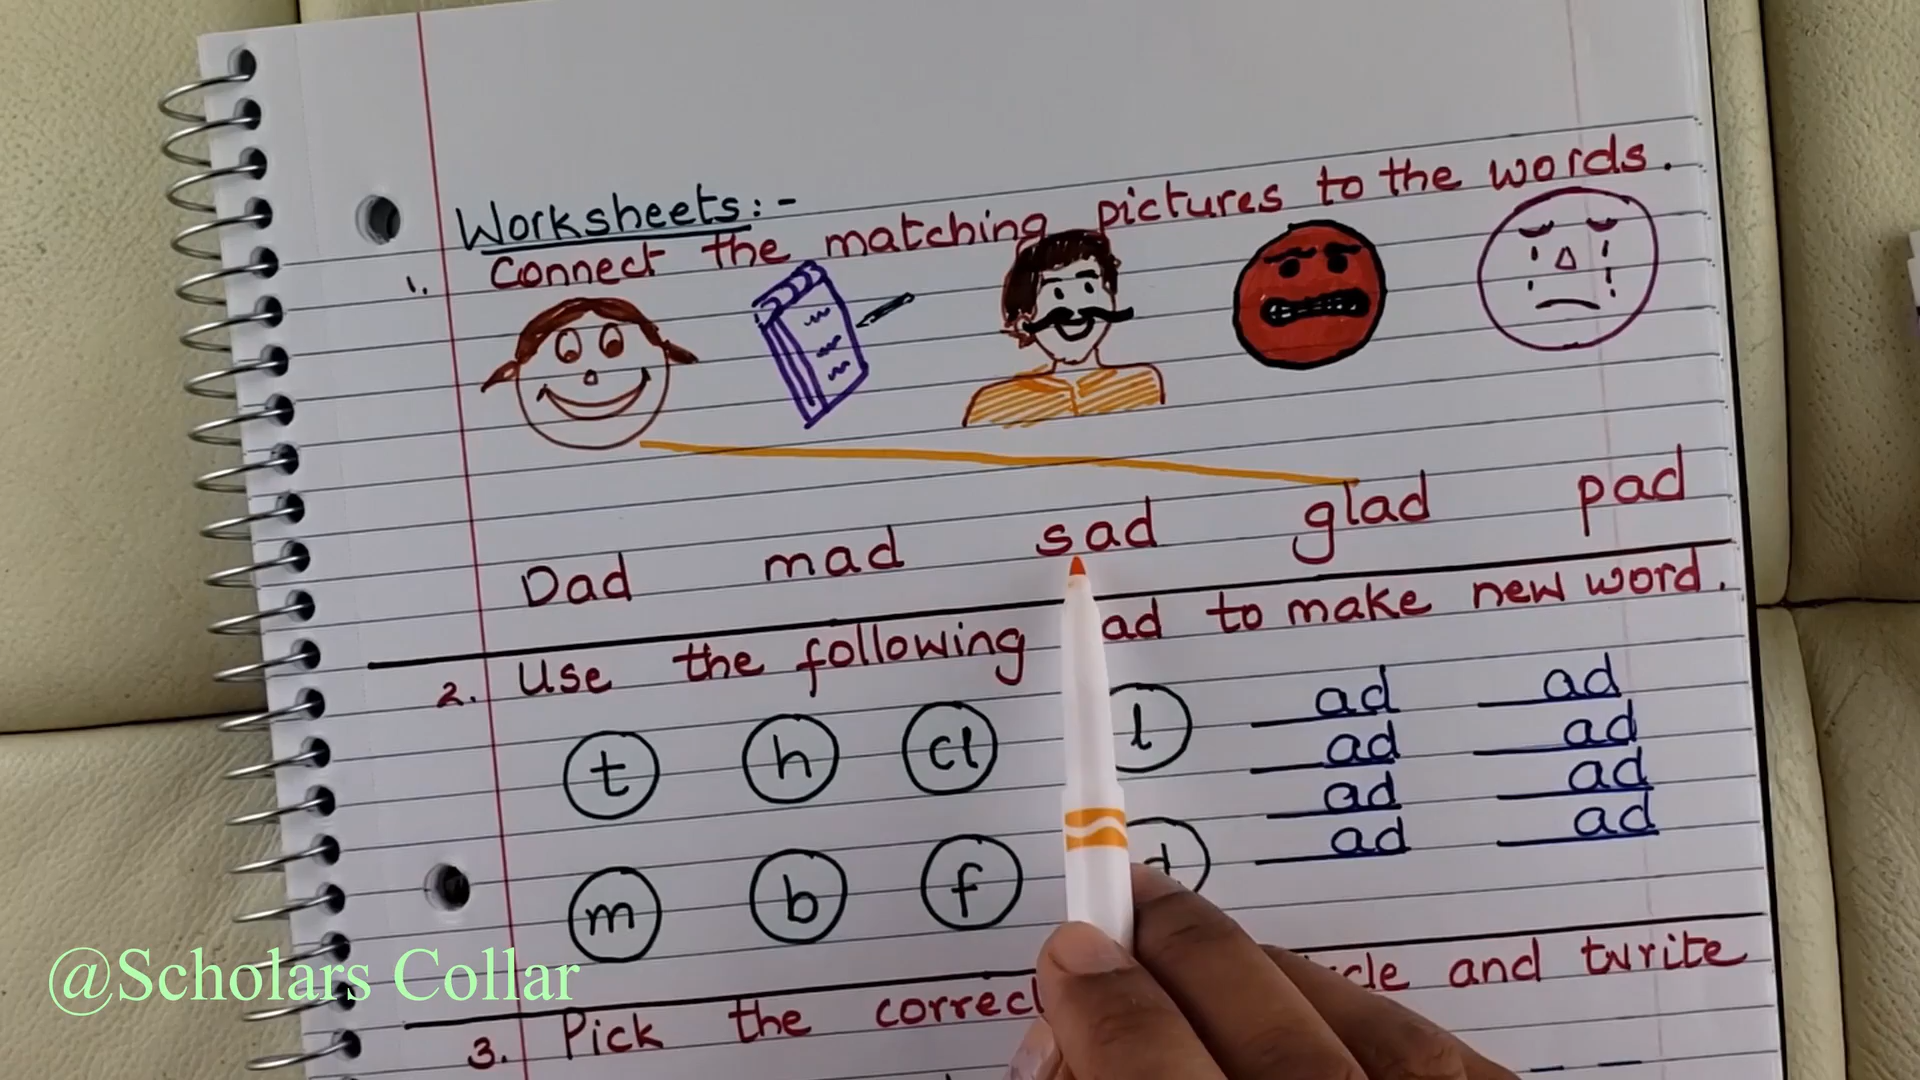 Worksheets:-
1. Connect the matching pictures to the words.
Dad mad sad glad pad
2. Use the following ad to make new word.
t h cl l
ad ad
ad ad
ad ad
ad ad
m b f
3. Pick the and twrite
@Scholars Collar